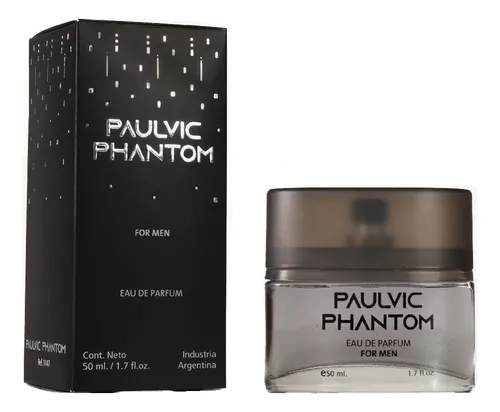 PAULVIC
PHANTOM
FOR MEN
EAU DE PARFUM
Cont. Neto
50 ml. / 1.7 fl.oz.
Industria
Argentina
PAULVIC PHANTOM
PAULVIC
PHANTOM
EAU DE PARFUM
FOR MEN
e50 ml.
1.7 fl.oz.